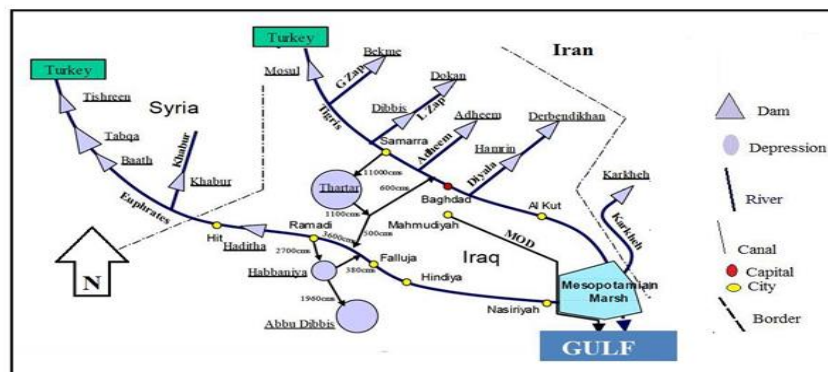 Turkey
Bekme
Iran
Turkey
Mosul
G Zap
Dokan
Tishreen
Syria
Tigris
Dibbis
L Zap
Adheem
Derbendikhan
Dam
Tabqa
Khabur
Samarra
Adheem
Hamrin
Depression
Baath
11000cms
Diyala
Karkheh
Khabur
Thartar
600cms
Baghdad
River
Euphrates
1100cms
Mahmudiyah
Al Kut
Karkheh
Hit
Ramadi
3600cms
500cms
Canal
Haditha
2700cms
Iraq
MOD
Capital
N
Habbaniya
380cms
Falluja
Hindiya
Mesopotamian
Marsh
City
1960cms
Nasiriyah
Border
Abbu Dibbis
GULF